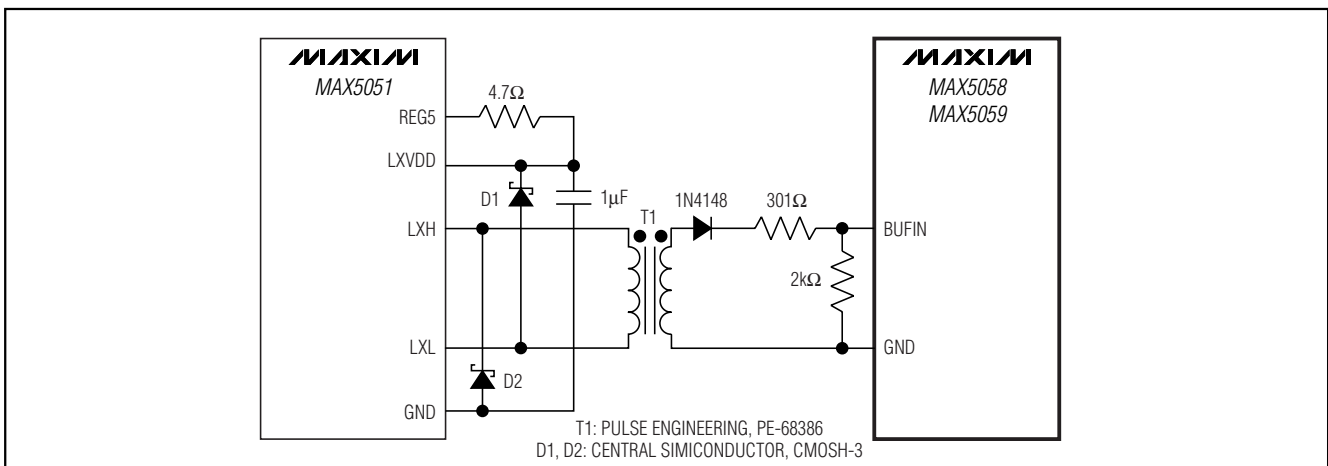 MAXIM
MAX5051
REG5
4.7Ω
LXVDD
D1
1µF
LXH
T1
LXL
D2
GND
1N4148
301Ω
2kΩ
MAXIM
MAX5058
MAX5059
BUFIN
GND
T1: PULSE ENGINEERING, PE-68386
D1, D2: CENTRAL SIMICONDUCTOR, CMOSH-3